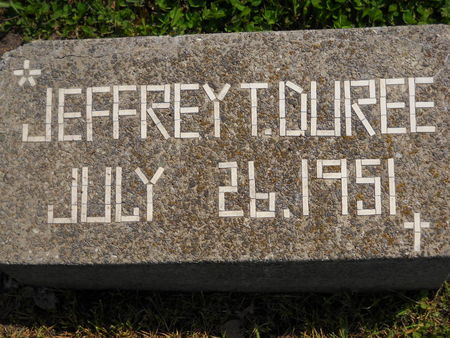 JEFFREY T. DUREE
JULY 26. 1951